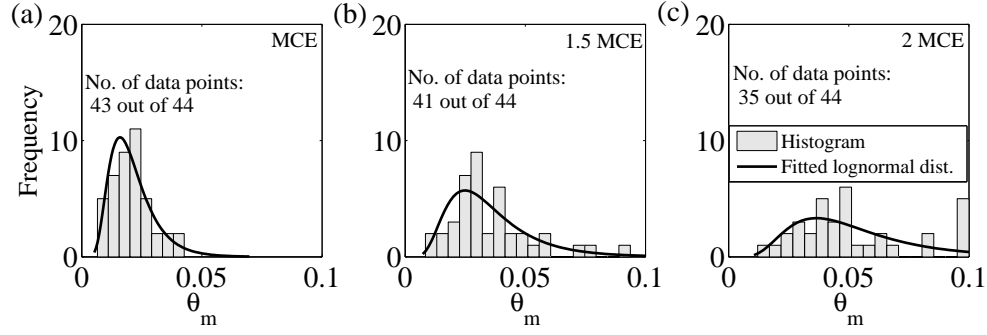 (a)
MCE
No. of data points:
43 out of 44
Frequency
20
10
0
0
0.05
0.1
θm
(b)
1.5 MCE
No. of data points:
41 out of 44
20
10
0
0
0.05
0.1
θm
(c)
2 MCE
No. of data points:
35 out of 44
Histogram
Fitted lognormal dist.
20
10
0
0
0.05
0.1
θm